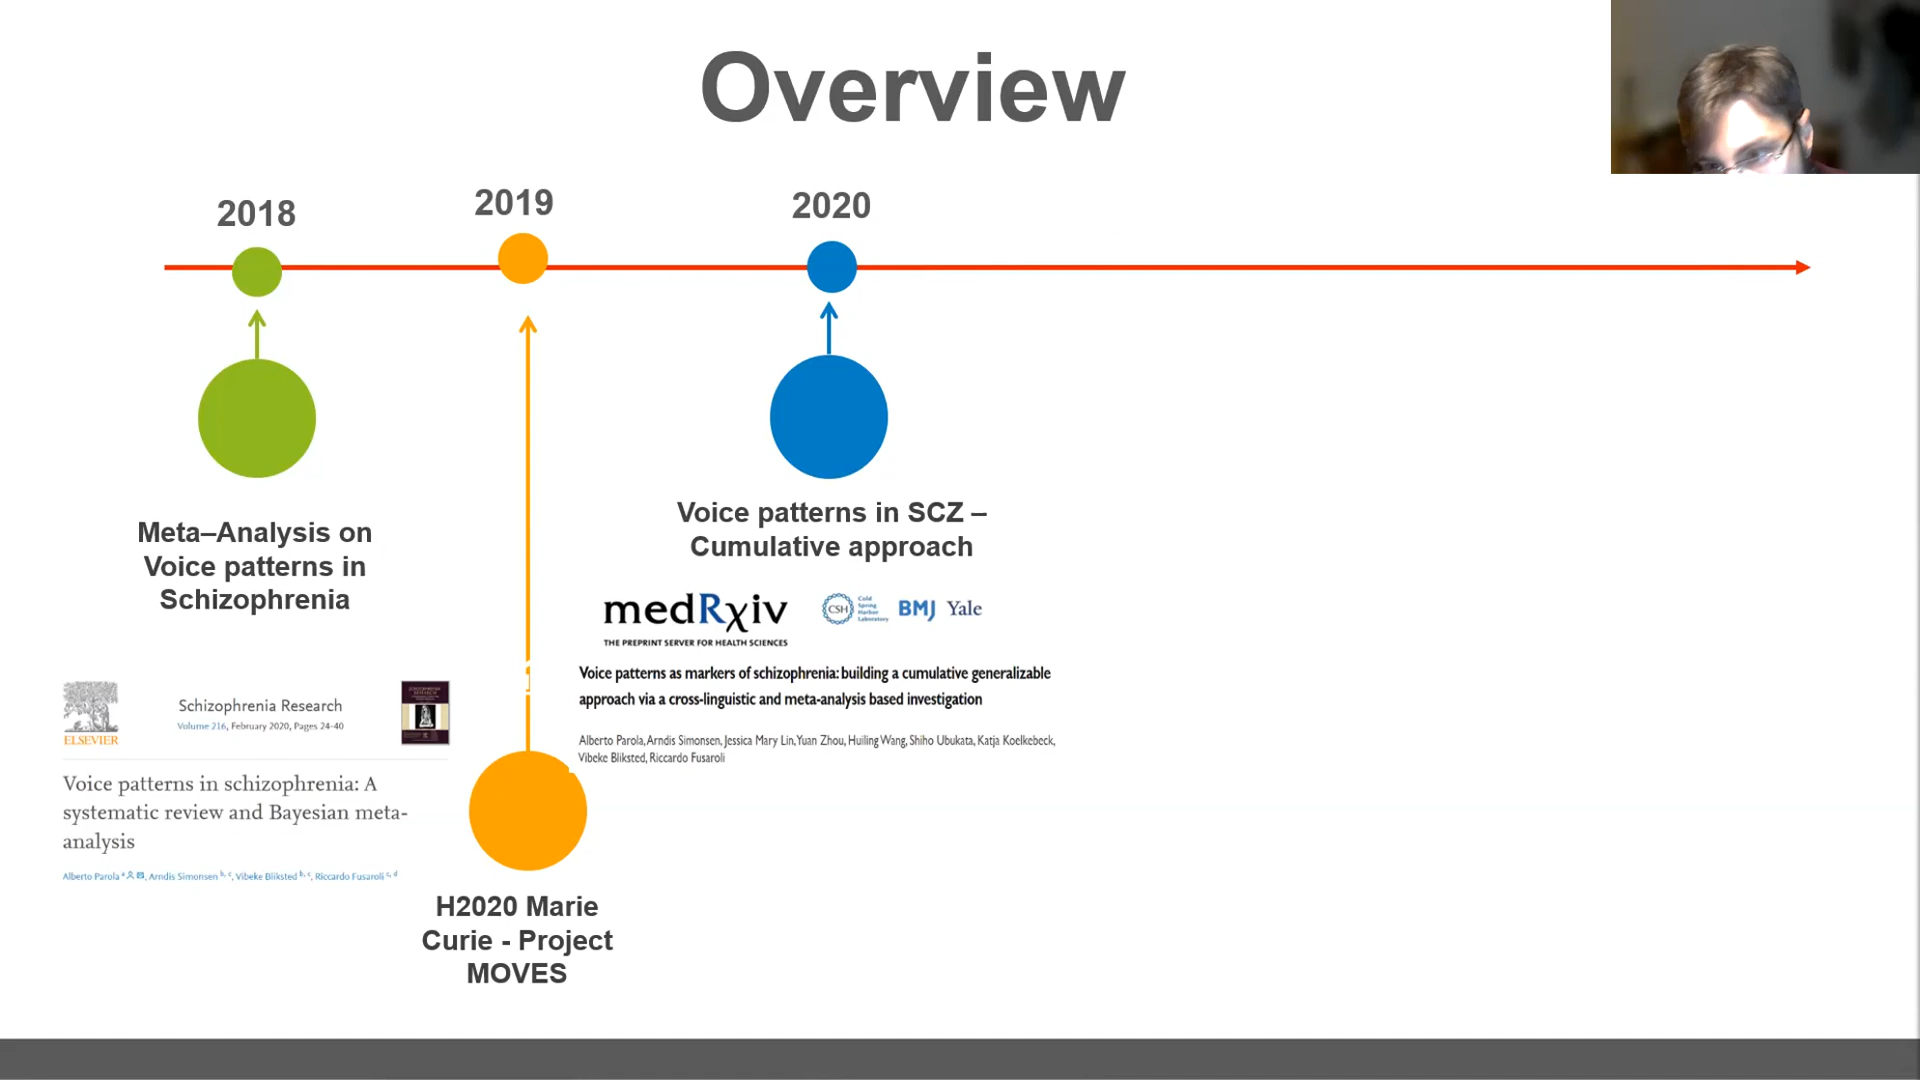 Overview
2018
2019
2020
Meta–Analysis on
Voice patterns in
Schizophrenia
Voice patterns in SCZ –
Cumulative approach
medRxiv
THE PREPRINT SERVER FOR HEALTH SCIENCES
CSH
Cold
Spring
Harbor
Laboratory
BMJ
Yale
Voice patterns as markers of schizophrenia: building a cumulative generalizable
approach via a cross-linguistic and meta-analysis based investigation
Alberto Parola, Arndis Simonsen, Jessica Mary Lin, Yuan Zhou, Huiling Wang, Shiho Ubukata, Katja Koelkebeck,
Vibeke Bliksted, Riccardo Fusaroli
ELSEVIER
Schizophrenia Research
Volume 216, February 2020, Pages 24-40
Voice patterns in schizophrenia: A
systematic review and Bayesian meta-
analysis
Alberto Parola a, Arndis Simonsen b, c, Vibeke Bliksted b, c, Riccardo Fusaroli c, d
H2020 Marie
Curie - Project
MOVES